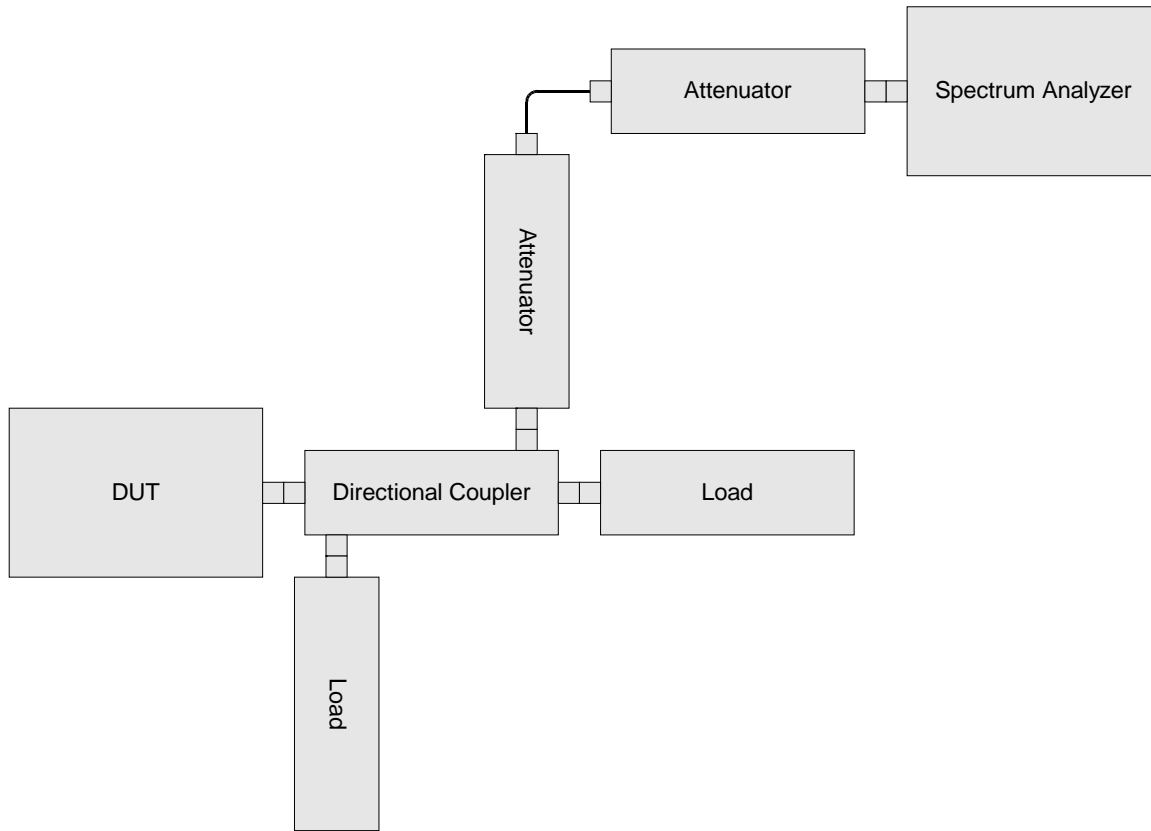 Attenuator
Spectrum Analyzer
Attenuator
DUT
Directional Coupler
Load
Load